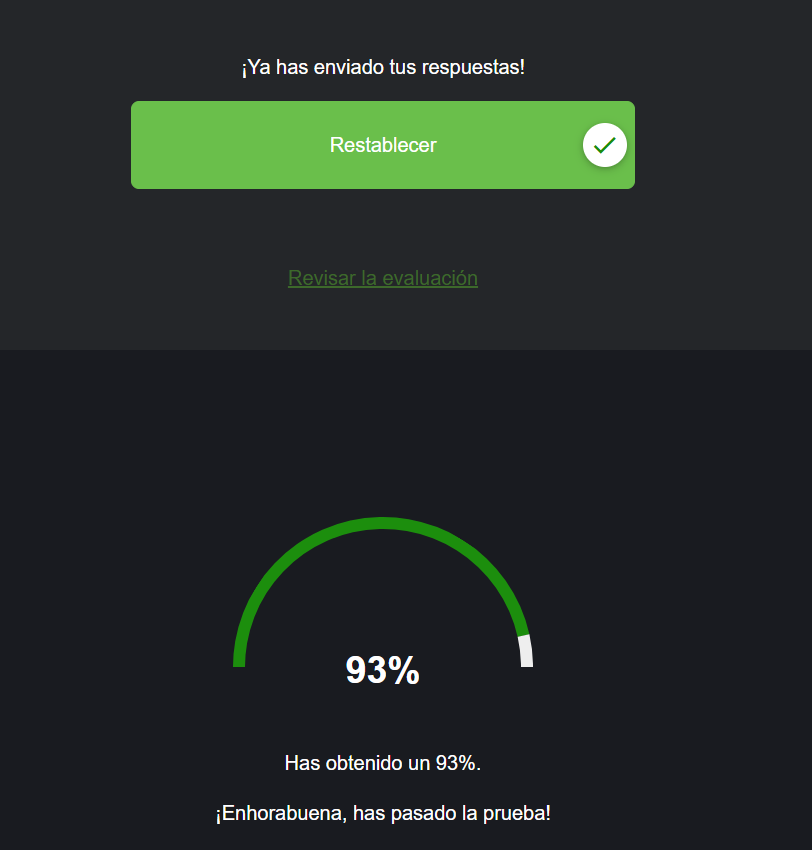 ¡Ya has enviado tus respuestas!
Restablecer
Revisar la evaluación
93%
Has obtenido un 93%.
¡Enhorabuena, has pasado la prueba!